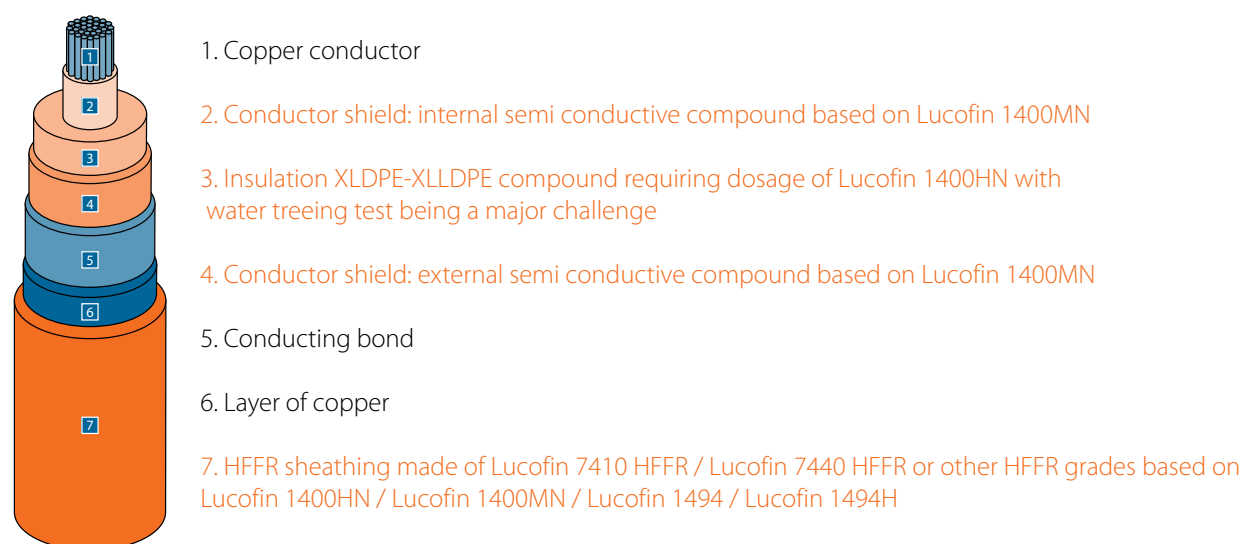 1
2
3
4
5
6
7
1. Copper conductor
2. Conductor shield: internal semi conductive compound based on Lucofin 1400MN
3. Insulation XLDPE-XLLDPE compound requiring dosage of Lucofin 1400HN with
water treeing test being a major challenge
4. Conductor shield: external semi conductive compound based on Lucofin 1400MN
5. Conducting bond
6. Layer of copper
7. HFFR sheathing made of Lucofin 7410 HFFR / Lucofin 7440 HFFR or other HFFR grades based on
Lucofin 1400HN / Lucofin 1400MN / Lucofin 1494 / Lucofin 1494H